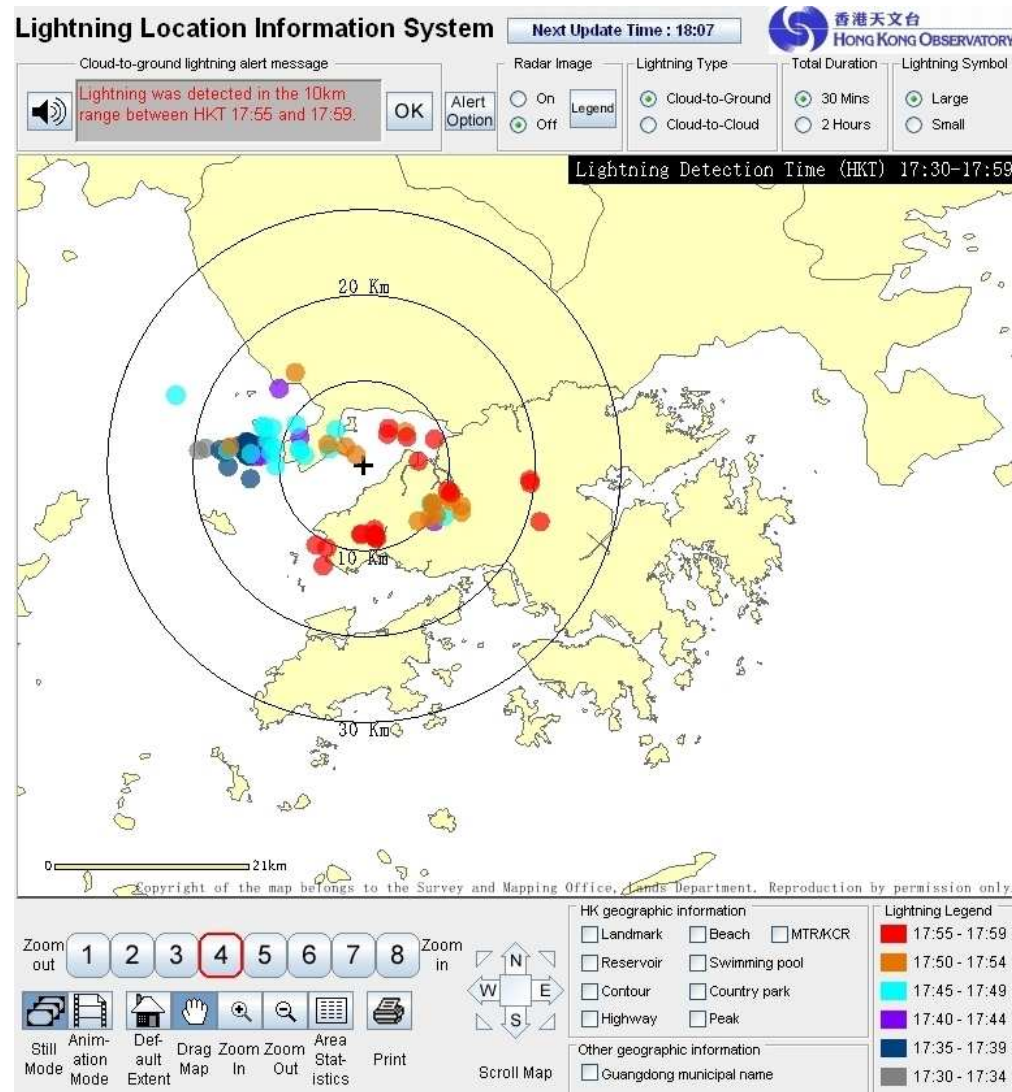 Lightning Location Information System
Next Update Time : 18:07
香港天文台
HONG KONG OBSERVATORY
Cloud-to-ground lightning alert message
Lightning was detected in the 10km
range between HKT 17:55 and 17:59.
OK
Alert
Option
Radar Image
On
Off
Legend
Lightning Type
Cloud-to-Ground
Cloud-to-Cloud
Total Duration
30 Mins
2 Hours
Lightning Symbol
Large
Small
Lightning Detection Time (HKT) 17:30-17:59
20 Km
10 Km
30 Km
0
21km
Copyright of the map belongs to the Survey and Mapping Office, Lands Department. Reproduction by permission only.
Zoom
out
1 2 3 4 5 6 7 8
Zoom
in
Still
Mode
Anim-
ation
Mode
Def-
ault
Extent
Drag
Map
Zoom
In
Zoom
Out
Area
Stat-
istics
Print
N
W
E
S
Scroll Map
HK geographic information
Landmark Beach MTR/KCR
Reservoir Swimming pool
Contour Country park
Highway Peak
Other geographic information
Guangdong municipal name
Lightning Legend
17:55 - 17:59
17:50 - 17:54
17:45 - 17:49
17:40 - 17:44
17:35 - 17:39
17:30 - 17:34